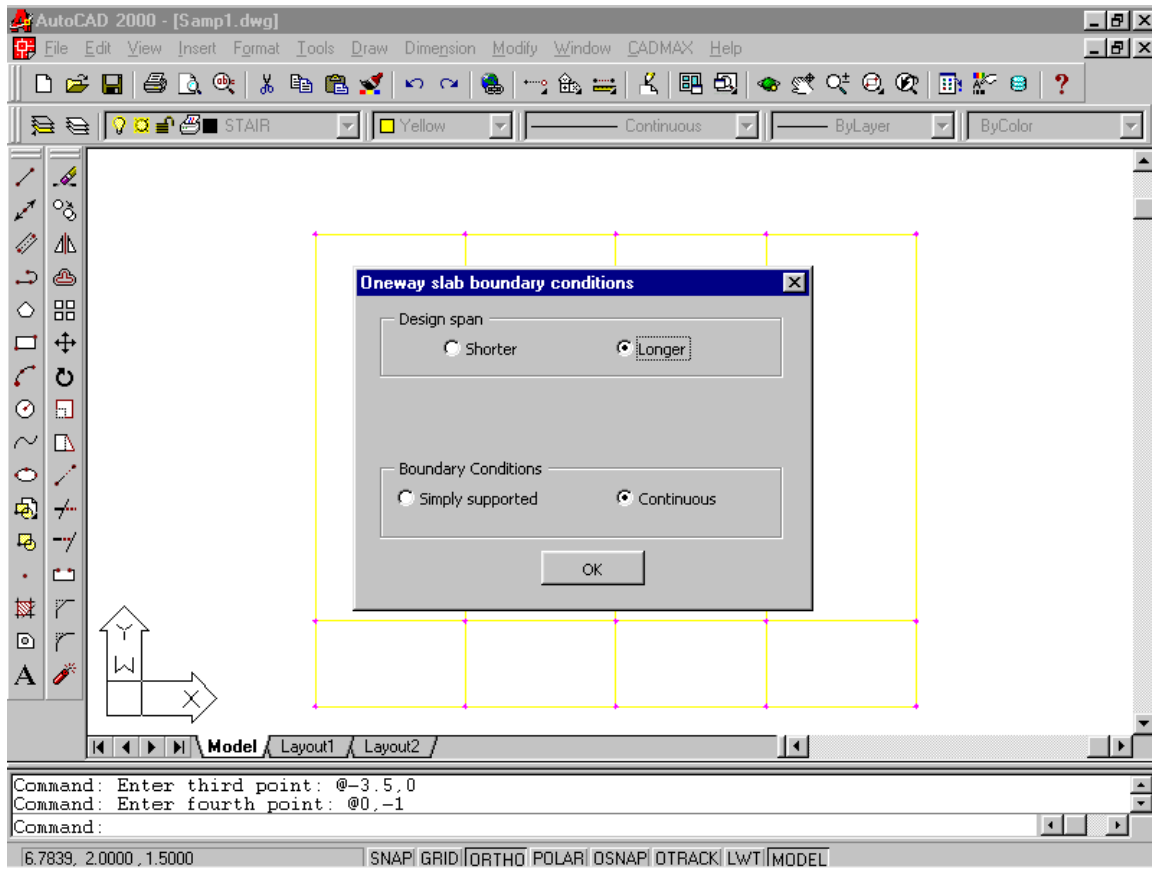 AutoCAD 2000 - [Samp1.dwg]
File Edit View Insert Format Tools Draw Dimension Modify Window CADMAX Help
STAIR Yellow Continuous ByLayer ByColor
Oneway slab boundary conditions
Design span
Shorter Longer
Boundary Conditions
Simply supported Continuous
OK
Y
W
X
A
Model Layout1 Layout2
Command: Enter third point: @-3.5,0
Command: Enter fourth point: @0,-1
Command:
6.7839, 2.0000 , 1.5000 SNAP GRID ORTHO POLAR OSNAP OTRACK LWT MODEL